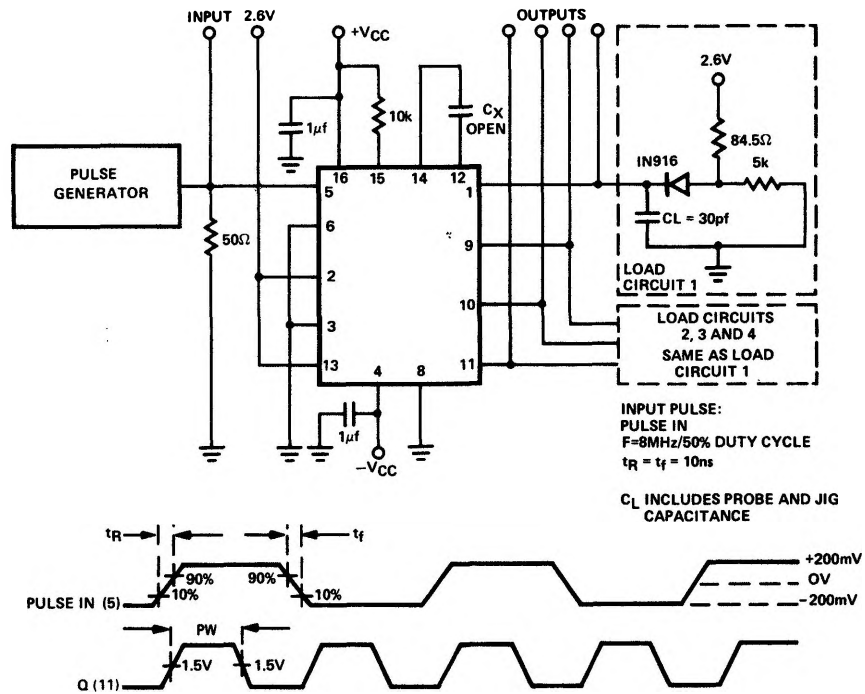 INPUT 2.6V OUTPUTS
+VCC
2.6V
1μf
10k
CX
OPEN
84.5Ω
5k
IN916
PULSE
GENERATOR
16 15 14 12
5
1
6
50Ω
CL = 30pf
9
2
LOAD
CIRCUIT 1
10
3
LOAD CIRCUITS
2, 3 AND 4
SAME AS LOAD
CIRCUIT 1
13
4 8
11
1μf
−VCC
INPUT PULSE:
PULSE IN
F=8MHz/50% DUTY CYCLE
tR = tf = 10ns
CL INCLUDES PROBE AND JIG
CAPACITANCE
tR tf
90% 90%
10% 10%
+200mV
OV
−200mV
PULSE IN (5)
PW
1.5V 1.5V
Q (11)